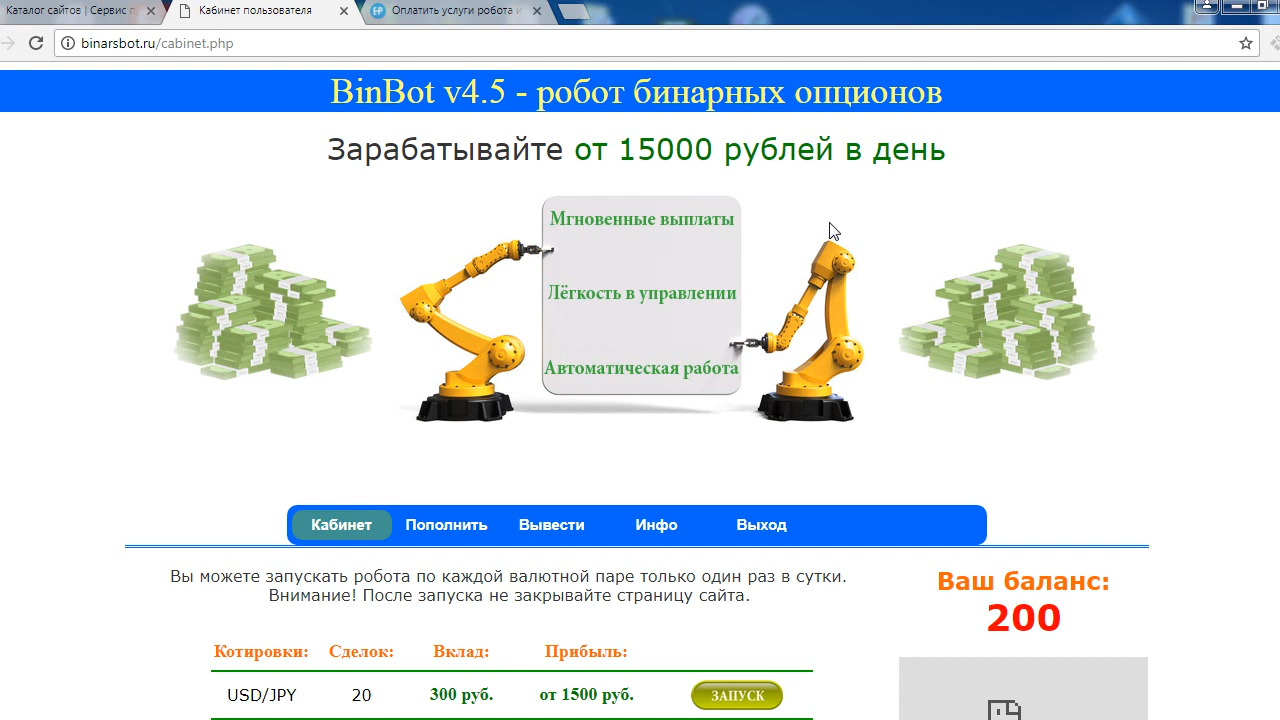 Каталог сайтов | Сервис п
Кабинет пользователя
Оплатить услуги робота и
binarsbot.ru/cabinet.php
BinBot v4.5 - робот бинарных опционов
Зарабатывайте от 15000 рублей в день
Мгновенные выплаты
Лёгкость в управлении
Автоматическая работа
Кабинет Пополнить Вывести Инфо Выход
Вы можете запускать робота по каждой валютной паре только один раз в сутки.
Внимание! После запуска не закрывайте страницу сайта.
Ваш баланс:
200
Котировки: Сделок: Вклад: Прибыль:
USD/JPY 20 300 руб. от 1500 руб. ЗАПУСК